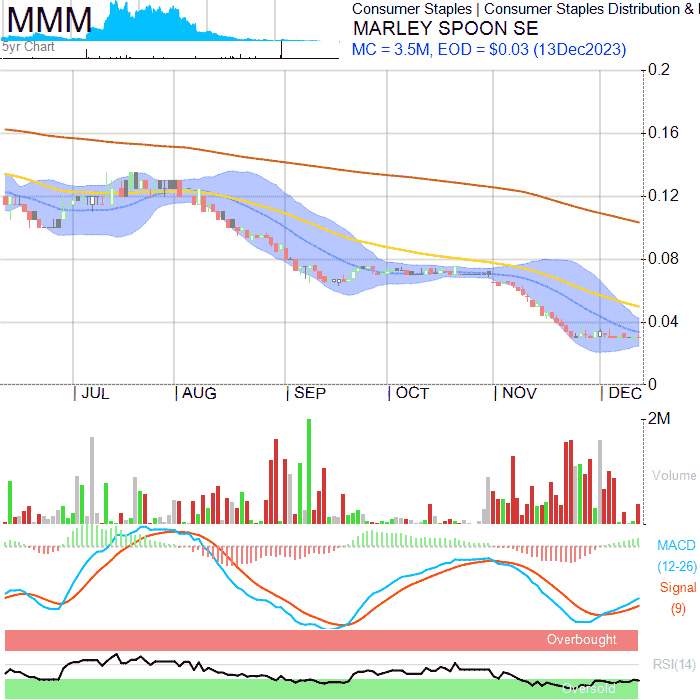 MMM
5yr Chart
Consumer Staples | Consumer Staples Distribution &
MARLEY SPOON SE
MC = 3.5M, EOD = $0.03 (13Dec2023)
0.2
0.16
0.12
0.08
0.04
0
| JUL | AUG | SEP | OCT | NOV | DEC
2M
Volume
MACD
(12-26)
Signal
(9)
Overbought
RSI(14)
Oversold